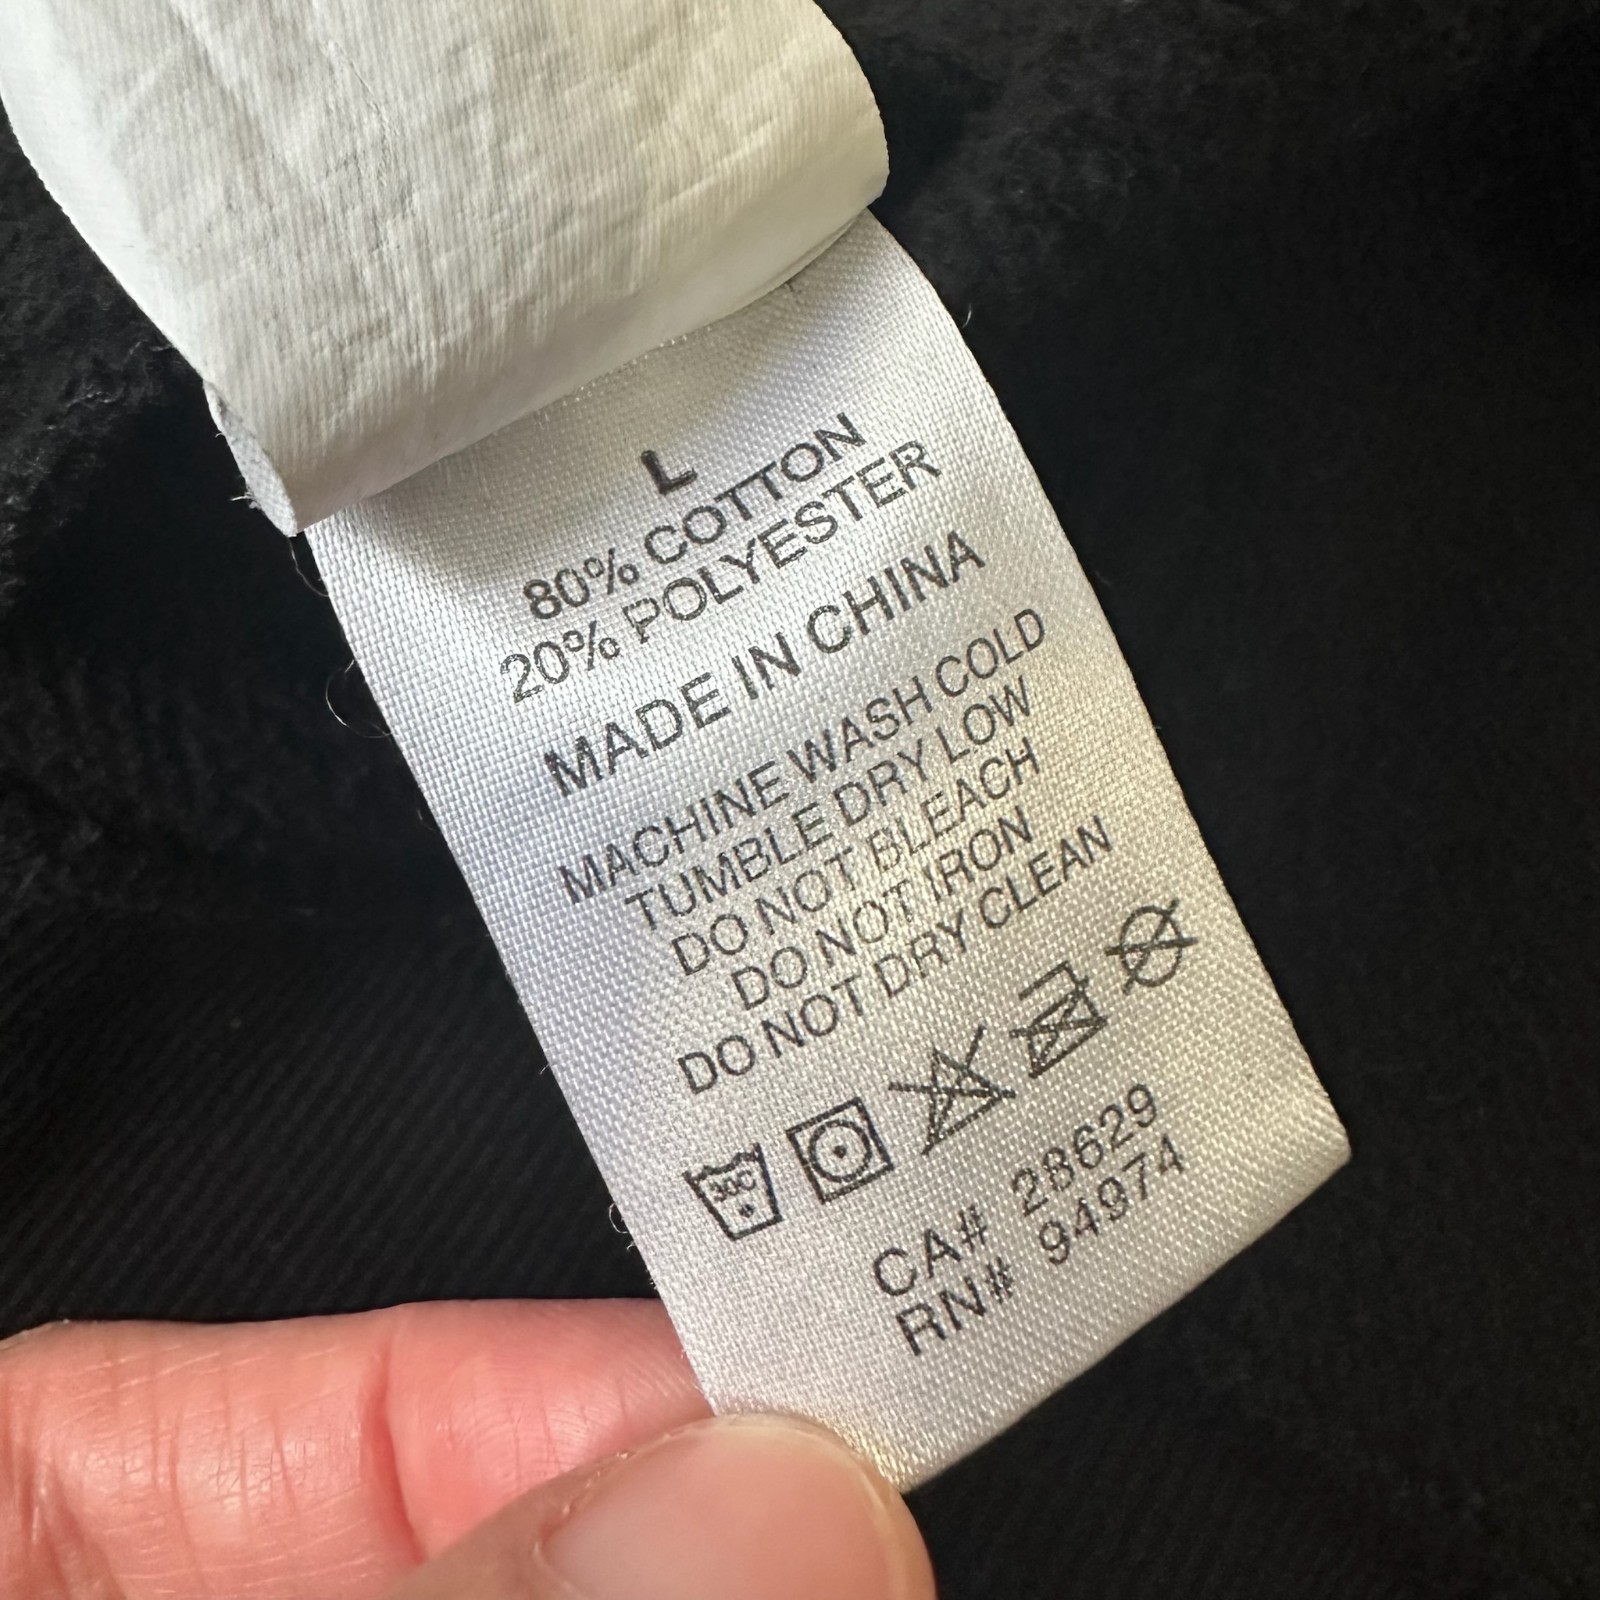 L
80% COTTON
20% POLYESTER
MADE IN CHINA
MACHINE WASH COLD
TUMBLE DRY LOW
DO NOT BLEACH
DO NOT IRON
DO NOT DRY CLEAN
30C
CA# 28629
RN# 94974